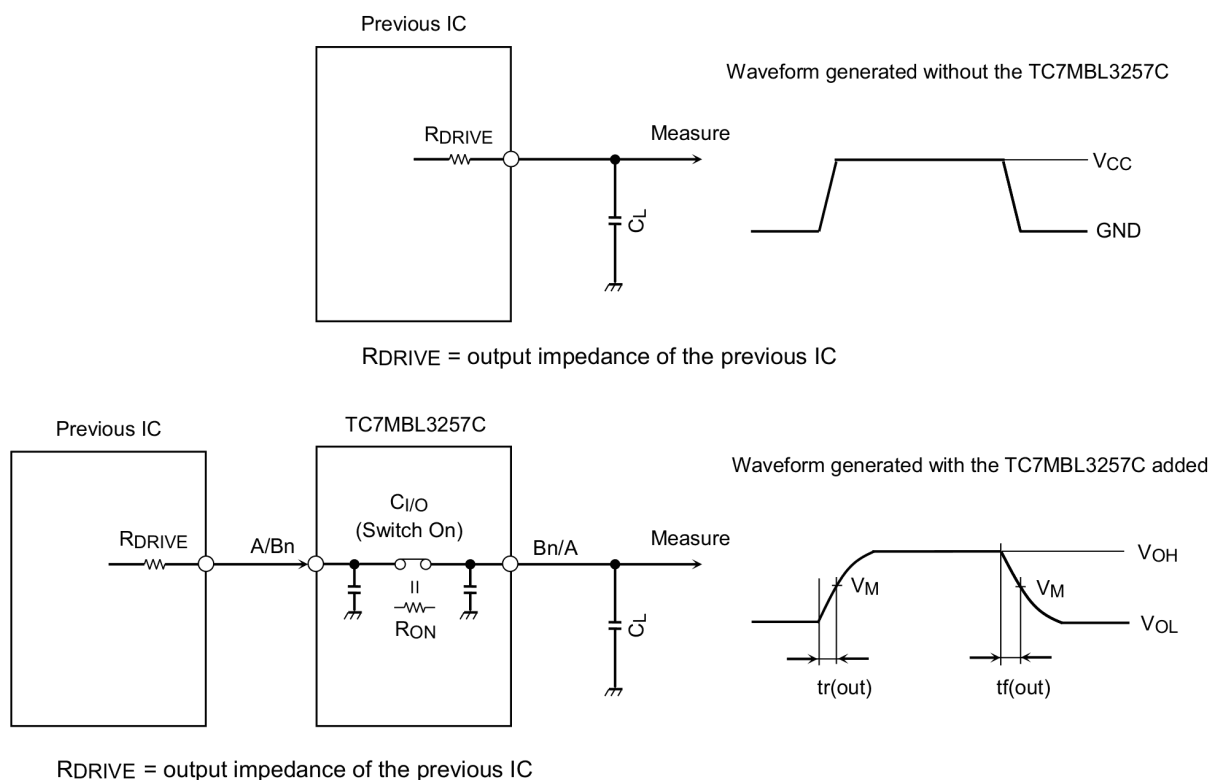 Previous IC
Waveform generated without the TC7MBL3257C
RDRIVE
Measure
VCC
CL
GND
RDRIVE = output impedance of the previous IC
Previous IC
TC7MBL3257C
Waveform generated with the TC7MBL3257C added
CI/O
(Switch On)
RDRIVE
A/Bn
Bn/A
Measure
VOH
VM
VM
=
RON
CL
VOL
tr(out)
tf(out)
RDRIVE = output impedance of the previous IC